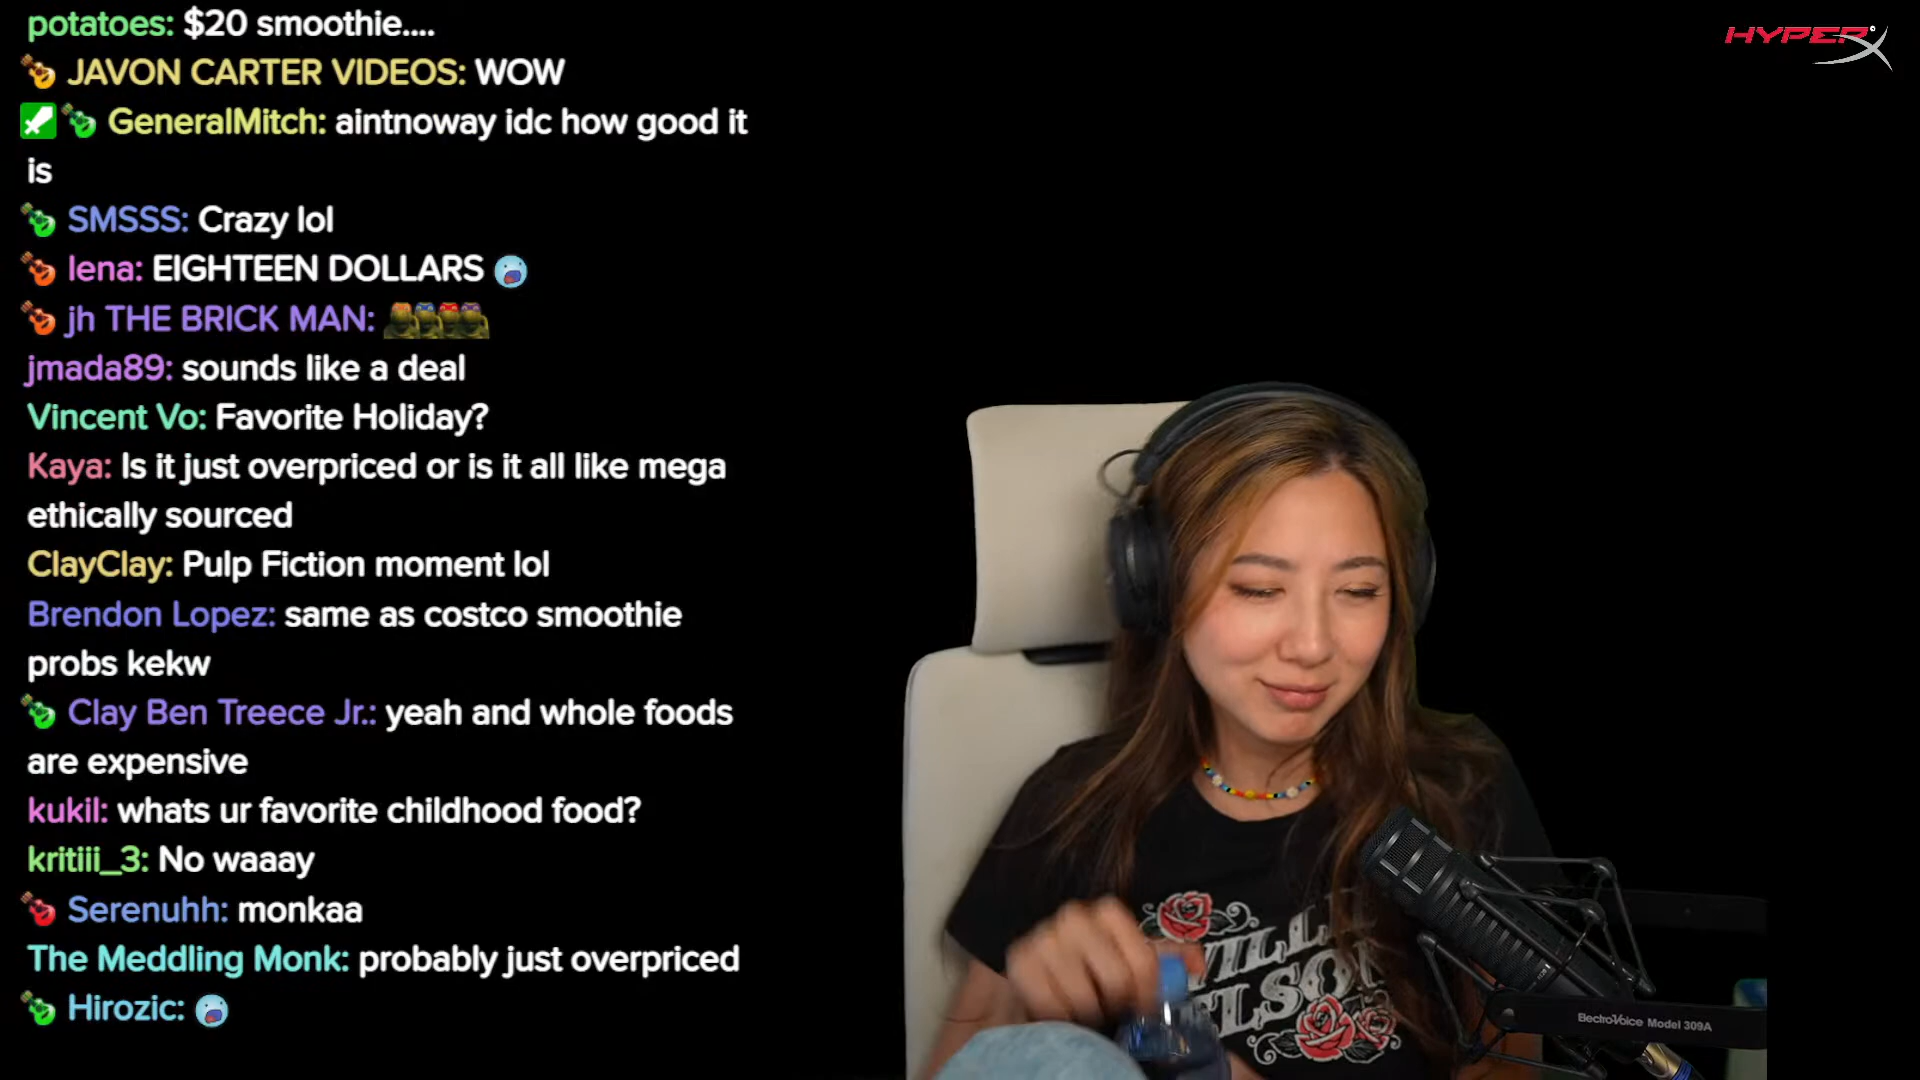 potatoes: $20 smoothie....
JAVON CARTER VIDEOS: WOW
GeneralMitch: aintnoway idc how good it
is
SMSSS: Crazy lol
lena: EIGHTEEN DOLLARS
jh THE BRICK MAN:
jmada89: sounds like a deal
Vincent Vo: Favorite Holiday?
Kaya: Is it just overpriced or is it all like mega
ethically sourced
ClayClay: Pulp Fiction moment lol
Brendon Lopez: same as costco smoothie
probs kekw
Clay Ben Treece Jr.: yeah and whole foods
are expensive
kukil: whats ur favorite childhood food?
kritiii_3: No waaay
Serenuhh: monkaa
The Meddling Monk: probably just overpriced
Hirozic:
HYPERX
WILLIE
NELSON
ElectroVoice Model 309A